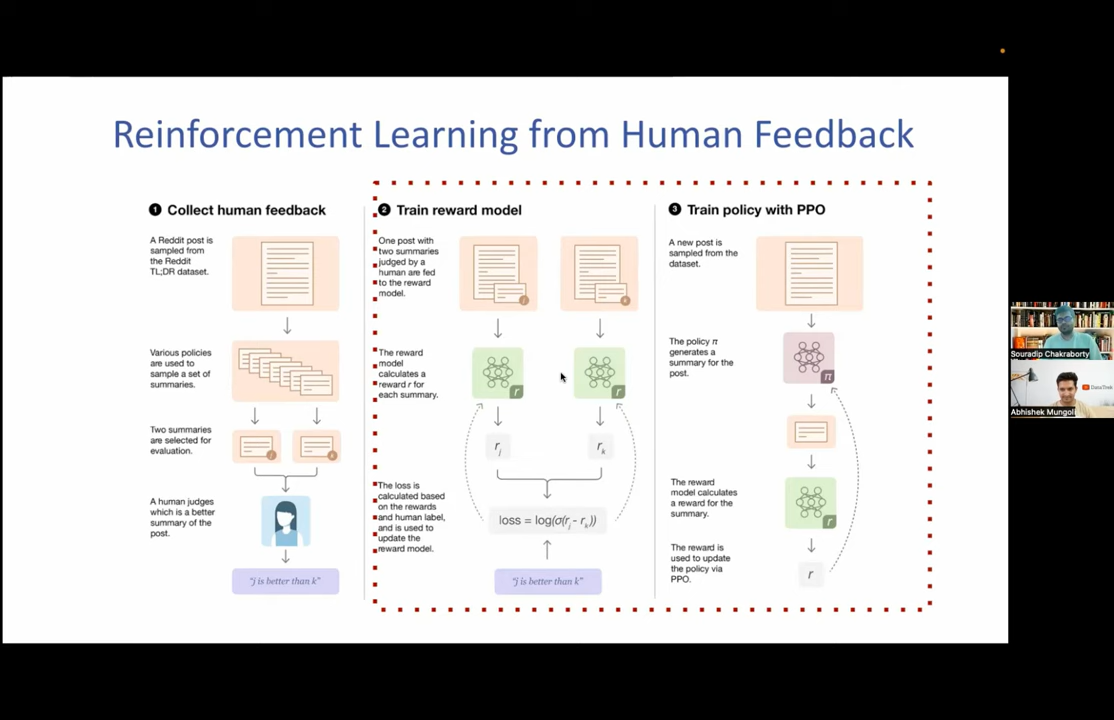 Reinforcement Learning from Human Feedback
1 Collect human feedback
A Reddit post is
sampled from
the Reddit
TL;DR dataset.
Various policies
are used to
sample a set of
summaries.
Two summaries
are selected for
evaluation.
j
k
A human judges
which is a better
summary of the
post.
"j is better than k"
2 Train reward model
One post with
two summaries
judged by a
human are fed
to the reward
model.
j
k
The reward
model
calculates a
reward r for
each summary.
r
r
rj
rk
The loss is
calculated based
on the rewards
and human label,
and is used to
update the
reward model.
loss = log(σ(rj - rk))
"j is better than k"
3 Train policy with PPO
A new post is
sampled from the
dataset.
The policy π
generates a
summary for the
post.
π
The reward
model calculates
a reward for the
summary.
r
The reward is
used to update
the policy via
PPO.
r
Souradip Chakraborty
DataTrek
Abhishek Mungoli